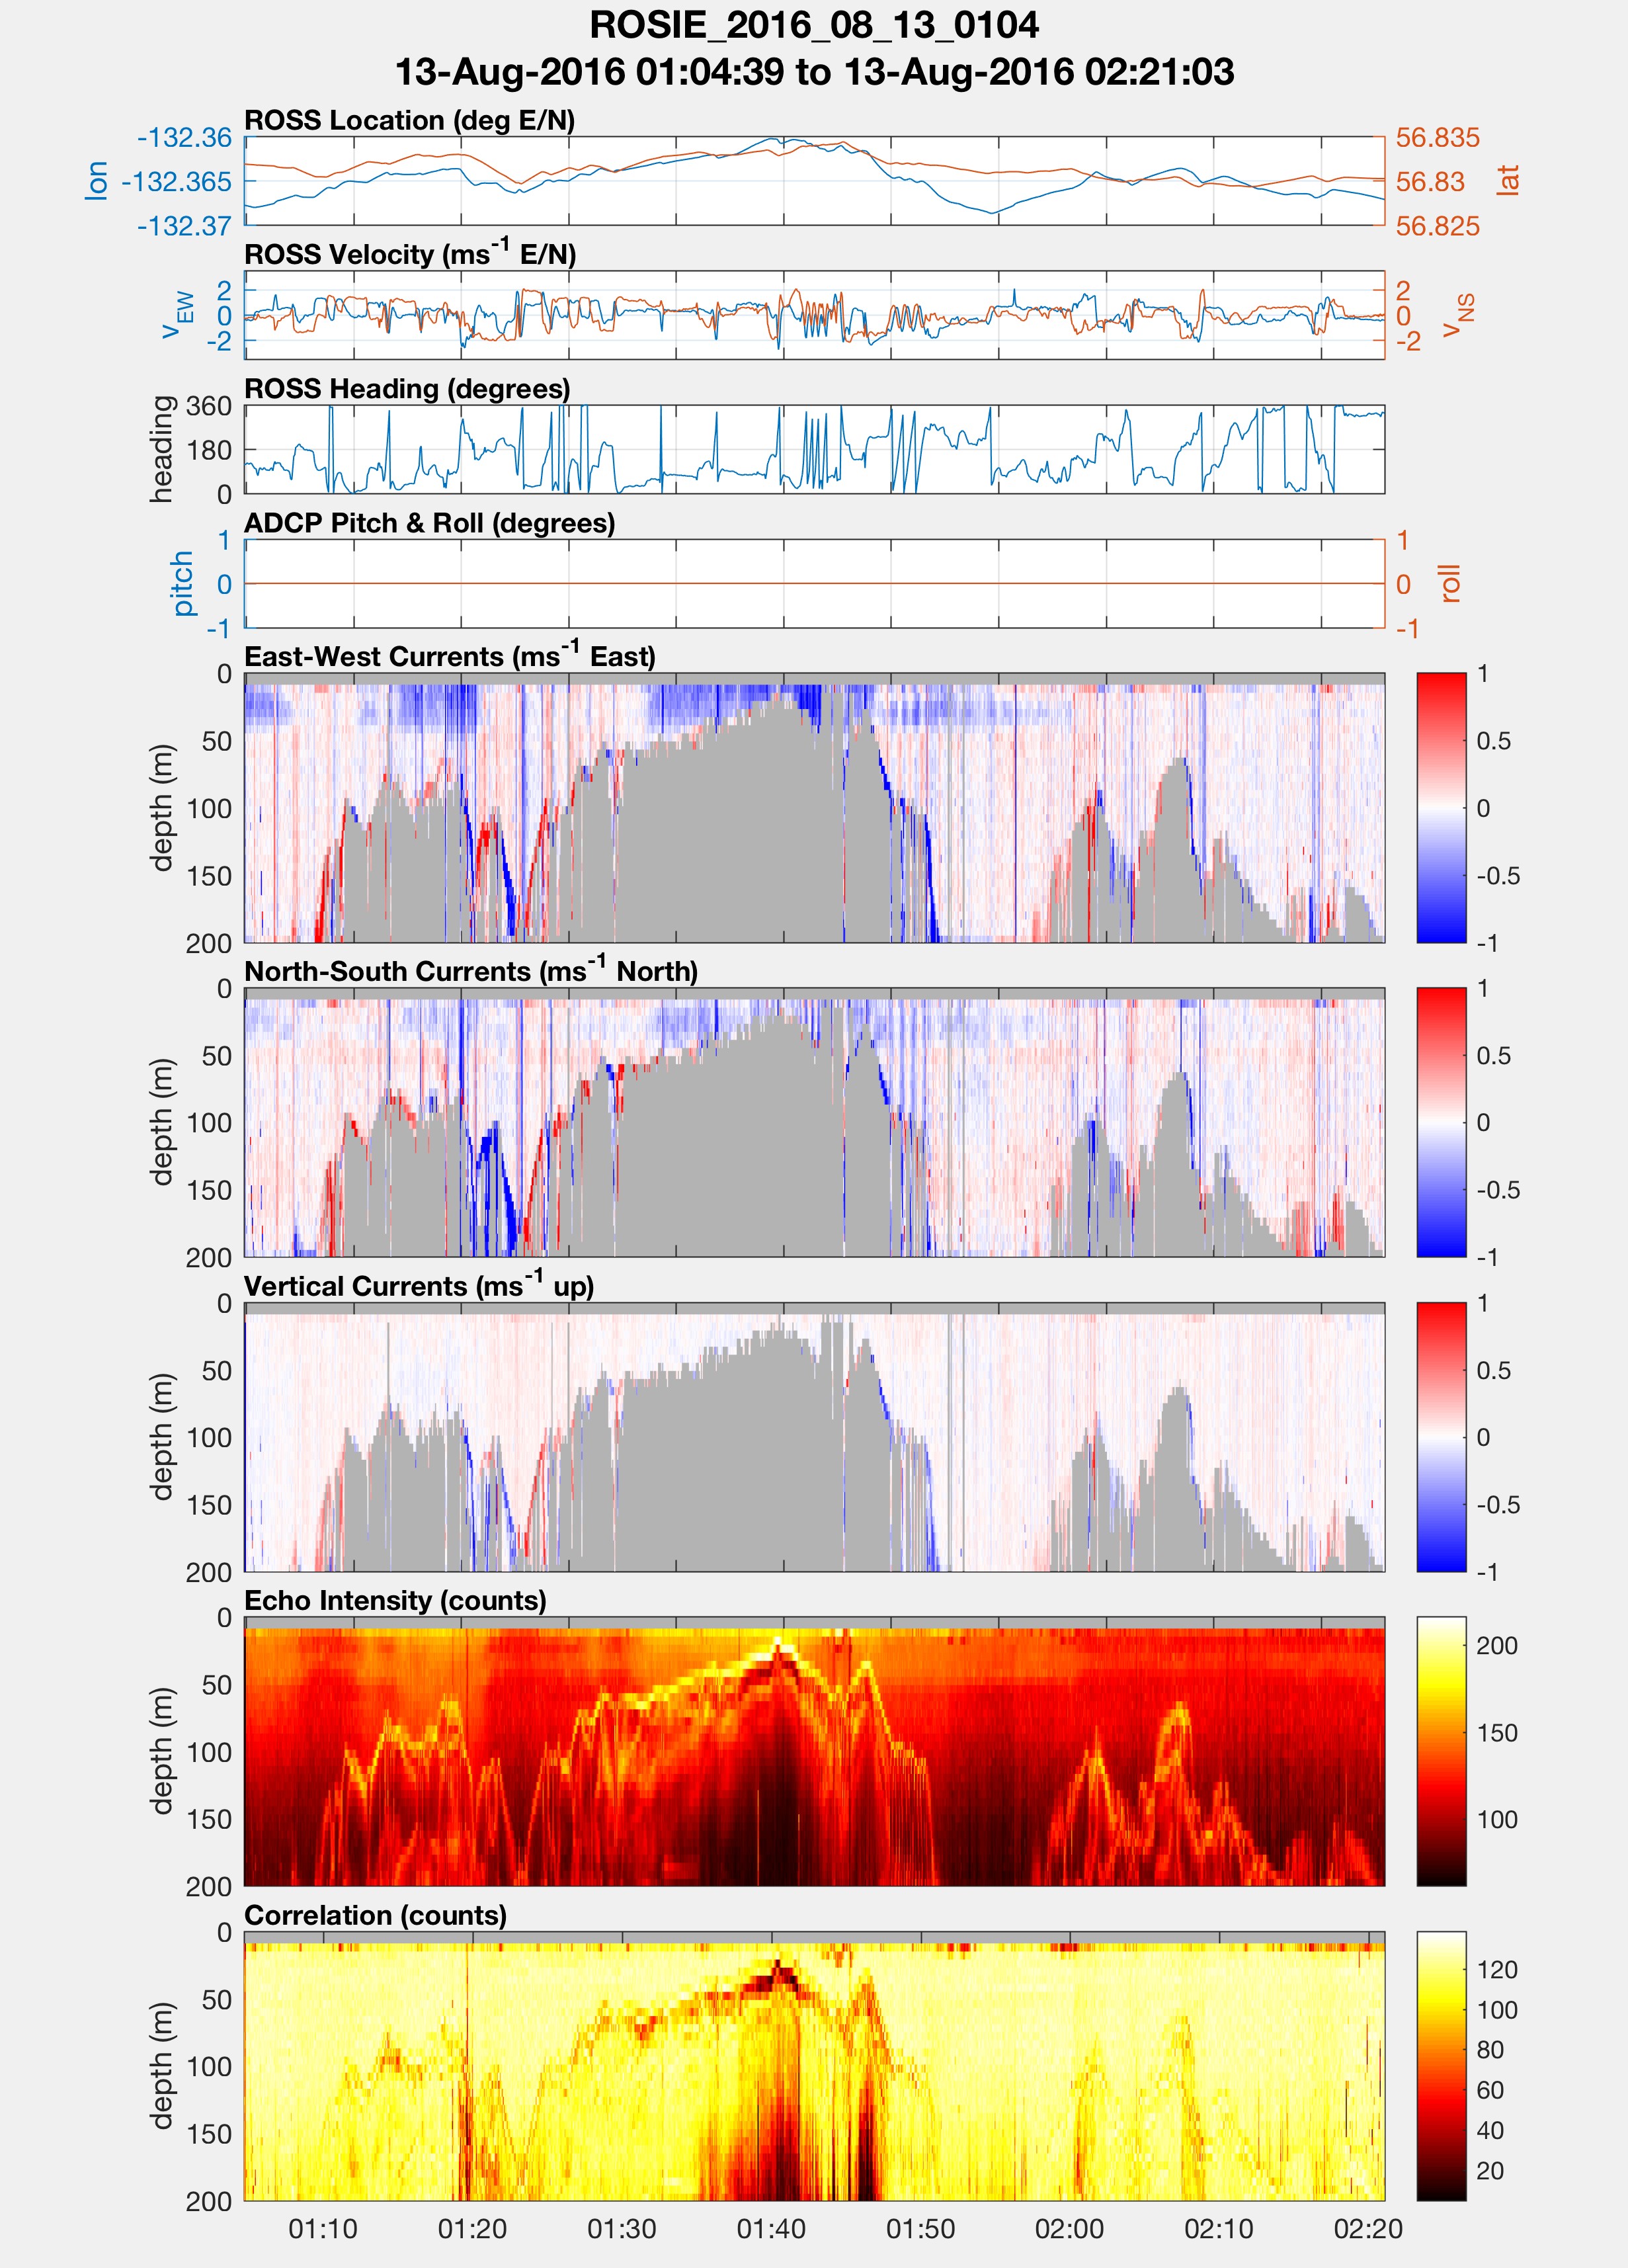 ROSIE_2016_08_13_0104
13-Aug-2016 01:04:39 to 13-Aug-2016 02:21:03
ROSS Location (deg E/N)
lon
-132.36
-132.365
-132.37
56.835
56.83
56.825
lat
ROSS Velocity (ms-1 E/N)
vEW
2
0
-2
2
0
-2
vNS
ROSS Heading (degrees)
heading
360
180
0
ADCP Pitch & Roll (degrees)
pitch
1
0
-1
1
0
-1
roll
East-West Currents (ms-1 East)
depth (m)
0
50
100
150
200
1
0.5
0
-0.5
-1
North-South Currents (ms-1 North)
depth (m)
0
50
100
150
200
1
0.5
0
-0.5
-1
Vertical Currents (ms-1 up)
depth (m)
0
50
100
150
200
1
0.5
0
-0.5
-1
Echo Intensity (counts)
depth (m)
0
50
100
150
200
200
150
100
Correlation (counts)
depth (m)
0
50
100
150
200
120
100
80
60
40
20
01:10 01:20 01:30 01:40 01:50 02:00 02:10 02:20